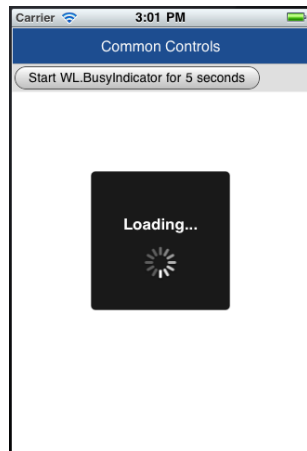 Carrier 3:01 PM
Common Controls
Start WL.BusyIndicator for 5 seconds
Loading...